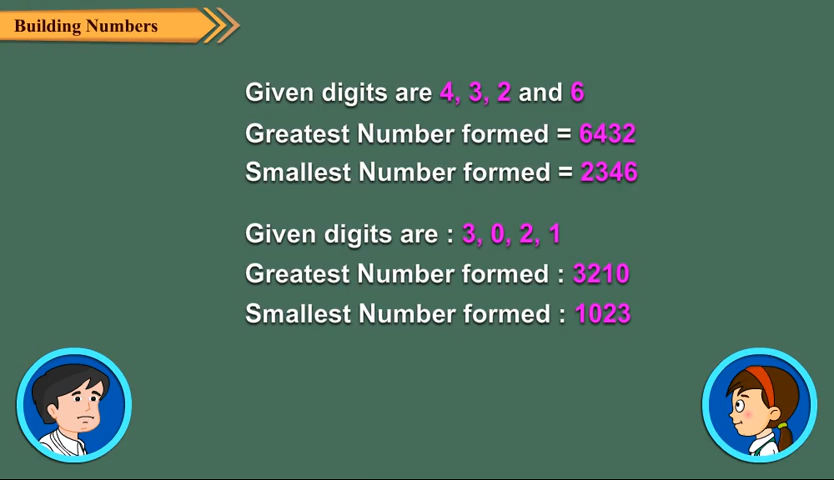 Building Numbers
Given digits are 4, 3, 2 and 6
Greatest Number formed = 6432
Smallest Number formed = 2346
Given digits are : 3, 0, 2, 1
Greatest Number formed : 3210
Smallest Number formed : 1023